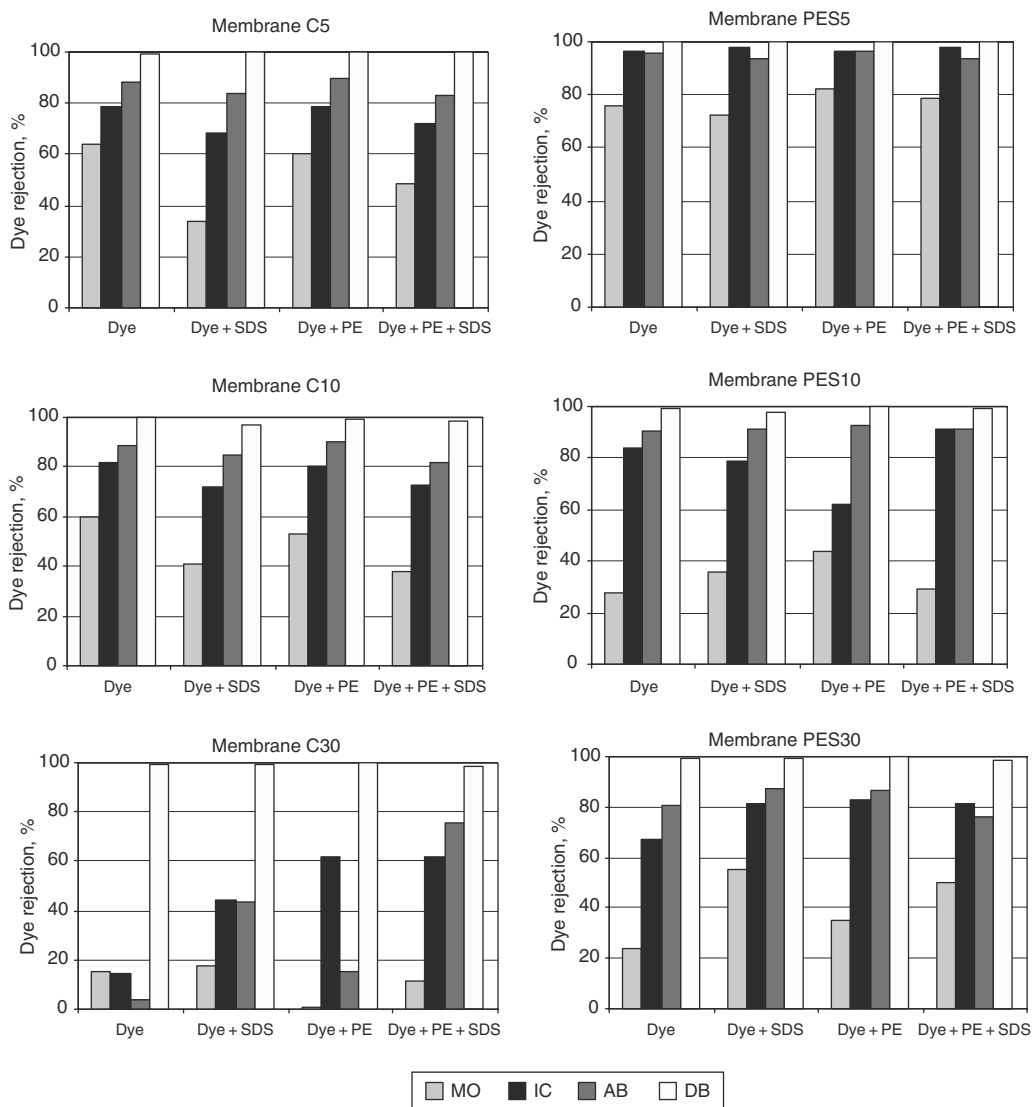 Membrane C5
Dye rejection, %
100
80
60
40
20
0
Dye
Dye + SDS
Dye + PE
Dye + PE + SDS
Membrane PES5
Dye rejection, %
100
80
60
40
20
0
Dye
Dye + SDS
Dye + PE
Dye + PE + SDS
Membrane C10
Dye rejection, %
100
80
60
40
20
0
Dye
Dye + SDS
Dye + PE
Dye + PE + SDS
Membrane PES10
Dye rejection, %
100
80
60
40
20
0
Dye
Dye + SDS
Dye + PE
Dye + PE + SDS
Membrane C30
Dye rejection, %
100
80
60
40
20
0
Dye
Dye + SDS
Dye + PE
Dye + PE + SDS
Membrane PES30
Dye rejection, %
100
80
60
40
20
0
Dye
Dye + SDS
Dye + PE
Dye + PE + SDS
MO IC AB DB